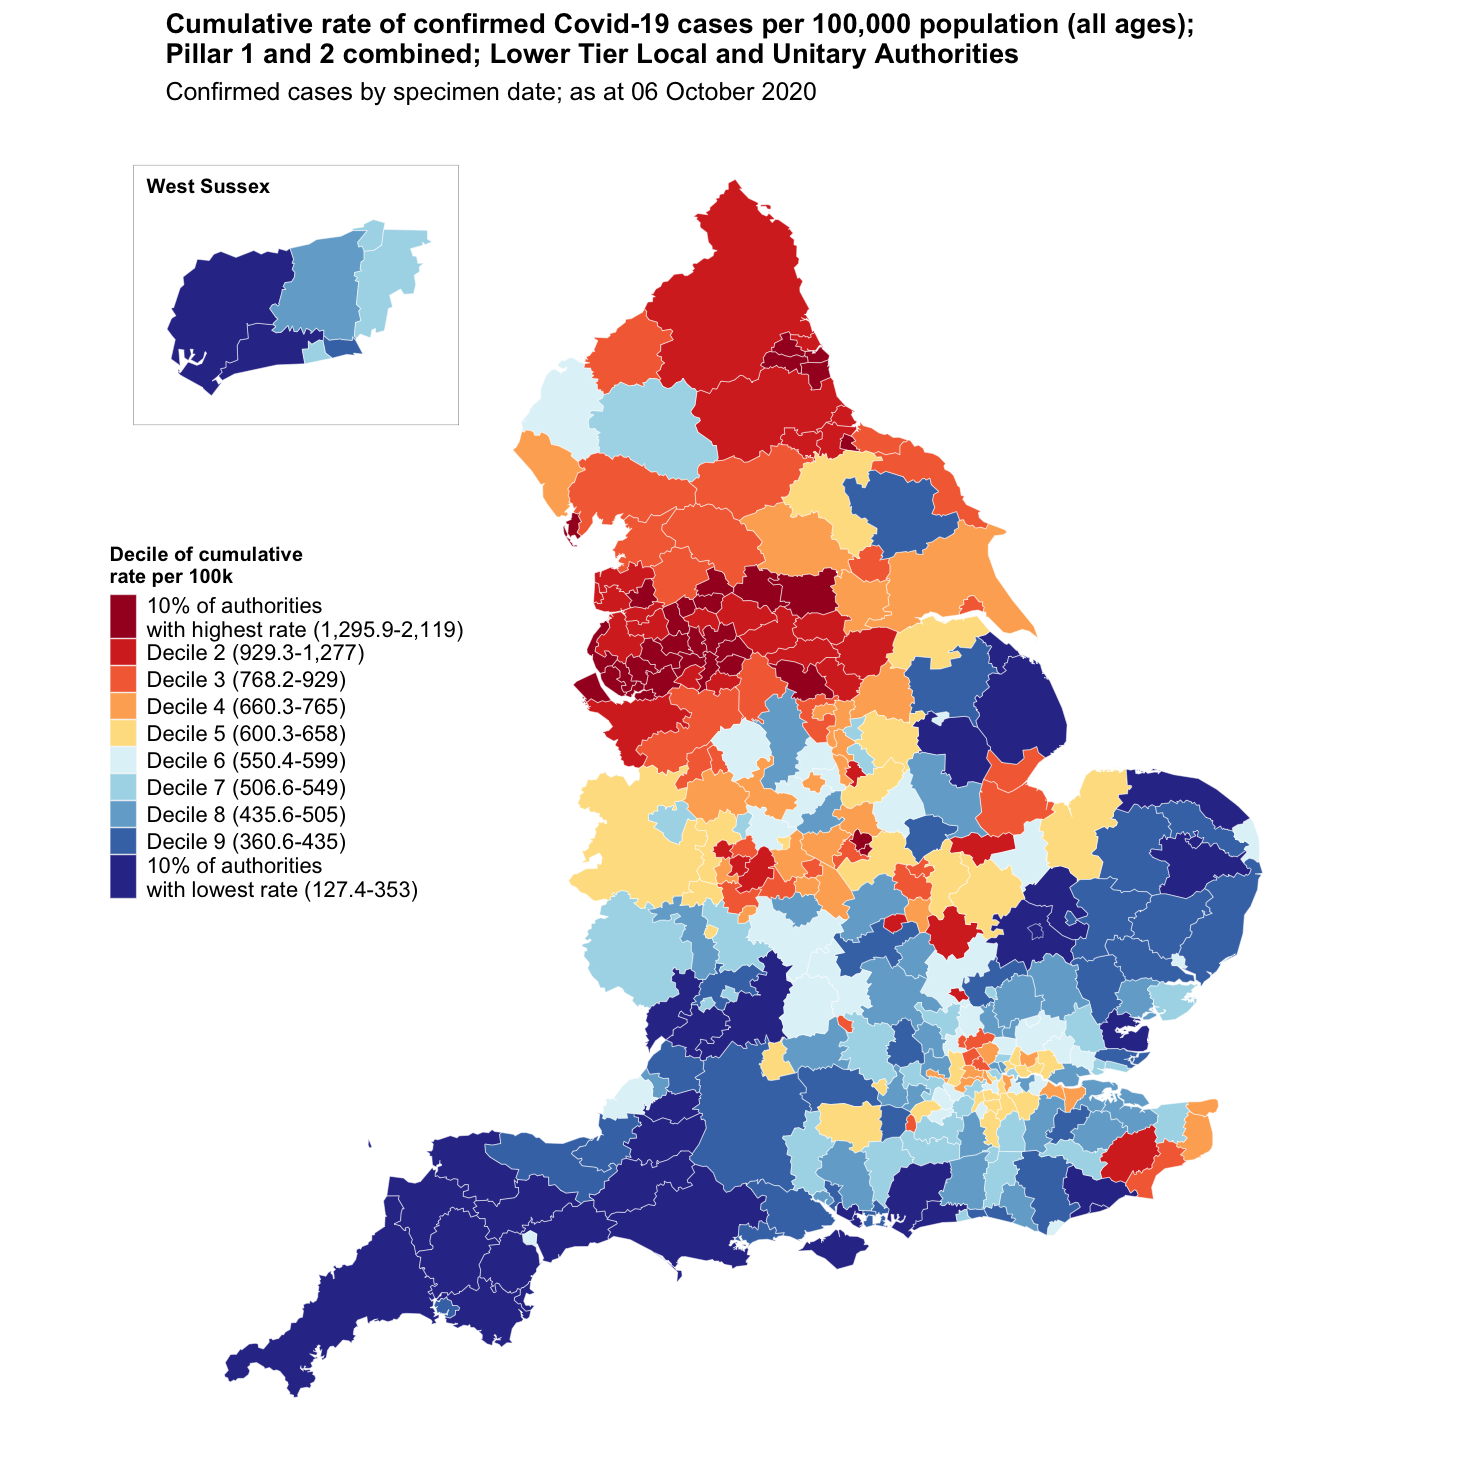 Cumulative rate of confirmed Covid-19 cases per 100,000 population (all ages);
Pillar 1 and 2 combined; Lower Tier Local and Unitary Authorities
Confirmed cases by specimen date; as at 06 October 2020
West Sussex
Decile of cumulative
rate per 100k
10% of authorities
with highest rate (1,295.9-2,119)
Decile 2 (929.3-1,277)
Decile 3 (768.2-929)
Decile 4 (660.3-765)
Decile 5 (600.3-658)
Decile 6 (550.4-599)
Decile 7 (506.6-549)
Decile 8 (435.6-505)
Decile 9 (360.6-435)
10% of authorities
with lowest rate (127.4-353)